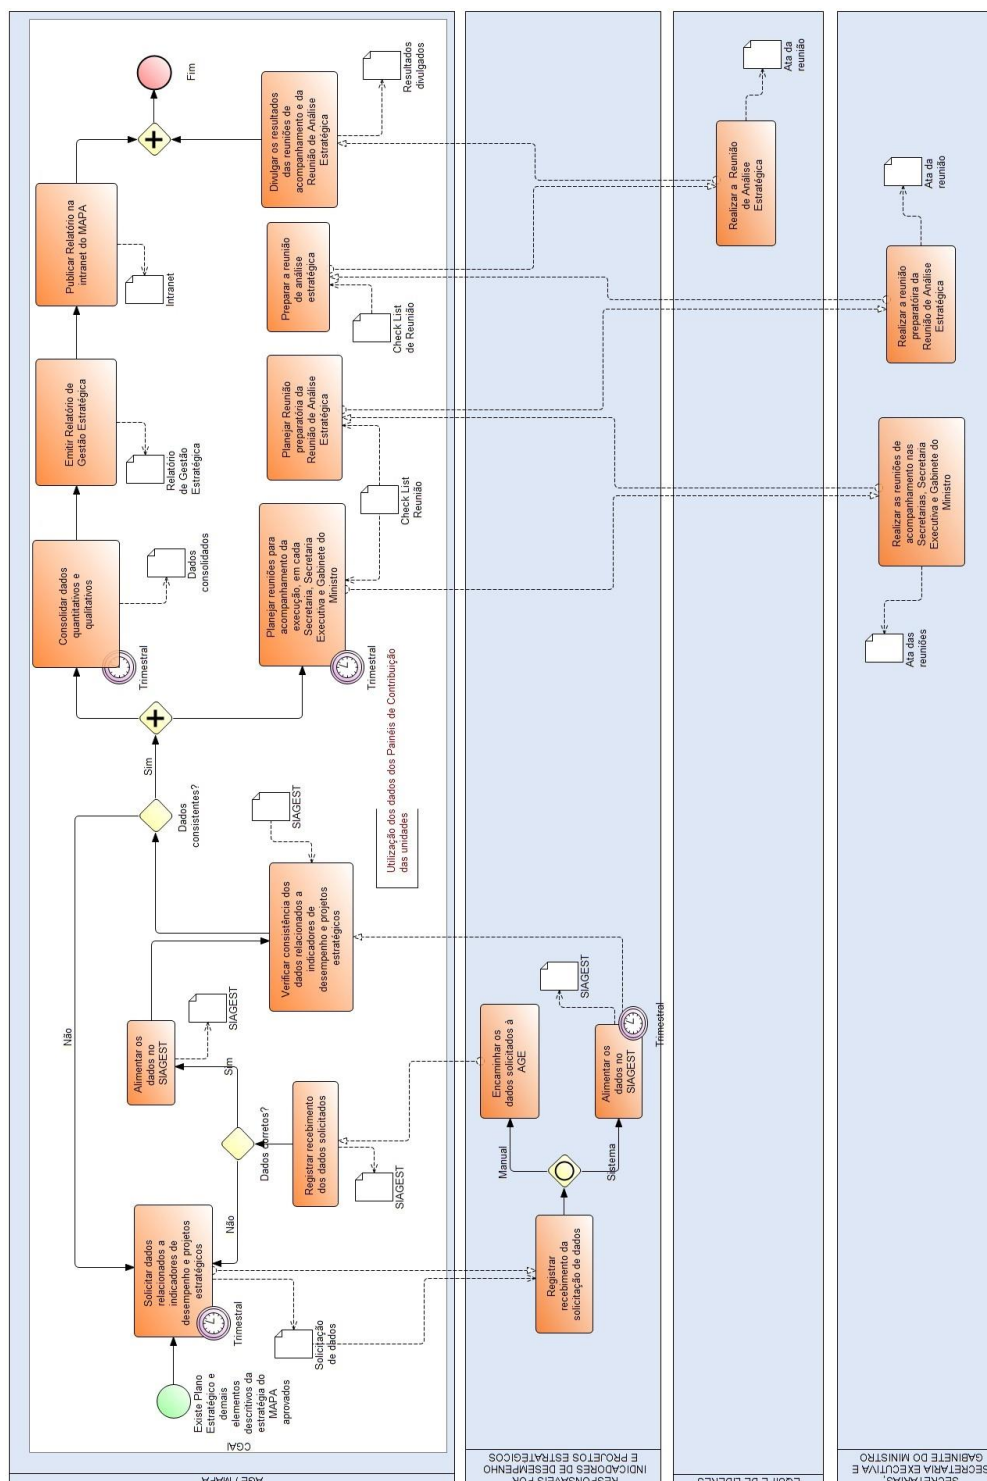 AGE / MAPA
CGAI
Existe Plano
Estratégico e
demais
elementos
descritivos da
estratégia do
MAPA
aprovados
Solicitar dados
relacionados a
indicadores de
desempenho e projetos
estratégicos
Trimestral
Solicitação
de dados
Não
Não
Dados corretos?
Sim
Registrar recebimento
dos dados solicitados
SIAGEST
Alimentar os
dados no
SIAGEST
SIAGEST
Verificar consistência dos
dados relacionados a
indicadores de
desempenho e projetos
estratégicos
SIAGEST
Dados
consistentes?
Sim
Utilização dos dados dos Painéis de Contribuição
das unidades
Consolidar dados
quantitativos e
qualitativos
Trimestral
Dados
consolidados
Planejar reuniões para
acompanhamento da
execução, em cada
Secretaria, Secretaria
Executiva e Gabinete do
Ministro
Trimestral
Check List
Reunião
Emitir Relatório de
Gestão Estratégica
Relatório
de Gestão
Estratégica
Planejar Reunião
preparatória da
Reunião de Análise
Estratégica
Publicar Relatório na
intranet do MAPA
Intranet
Preparar a reunião
de análise
estratégica
Check List
de Reunião
Divulgar os resultados
das reuniões de
acompanhamento e da
Reunião de Análise
Estratégica
Resultados
divulgados
Fim
RESPONSÁVEIS POR
INDICADORES DE DESEMPENHO
E PROJETOS ESTRATÉGICOS
Registrar
recebimento da
solicitação de dados
Manual
Sistema
Encaminhar os
dados solicitados à
AGE
Alimentar os
dados no
SIAGEST
Trimestral
SIAGEST
EQUIPE DE LÍDERES
Realizar a Reunião
de Análise
Estratégica
Ata da
reunião
SECRETARIAS,
SECRETARIA EXECUTIVA E
GABINETE DO MINISTRO
Realizar as reuniões de
acompanhamento nas
Secretarias, Secretaria
Executiva e Gabinete do
Ministro
Ata das
reuniões
Realizar a reunião
preparatóira da
Reunião de Análise
Estratégica
Ata da
reunião